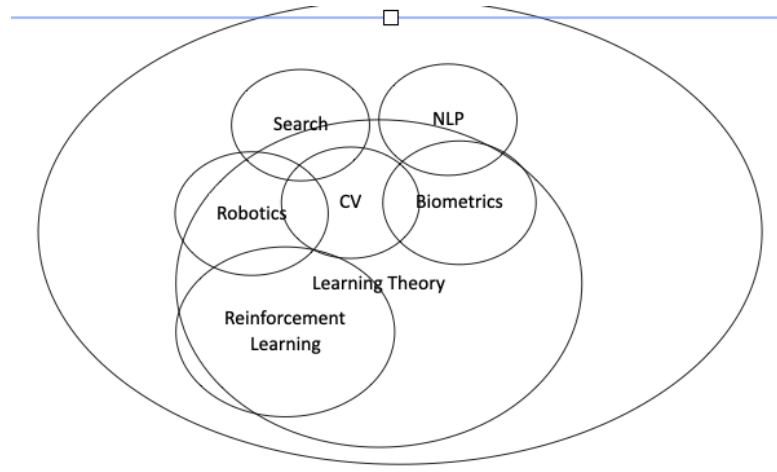 Search
NLP
Robotics
CV
Biometrics
Learning Theory
Reinforcement
Learning